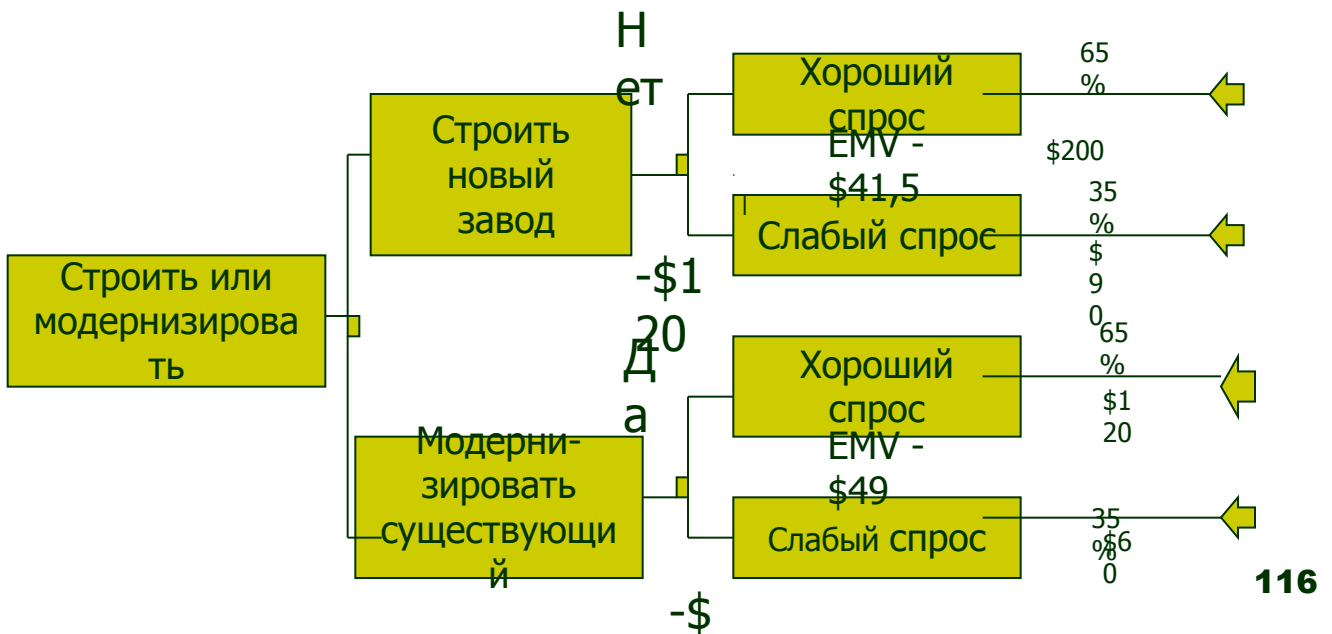 Строить или
модернизирова
ть
Н
ет
Строить
новый
завод
-$1
20
Хороший
спрос
65
%
$200
EMV -
$41,5
Слабый спрос
35
%
$
9
0
Д
а
Модерни-
зировать
существующи
й
-$
Хороший
спрос
65
%
$1
20
EMV -
$49
Слабый спрос
35
%
$6
0
116